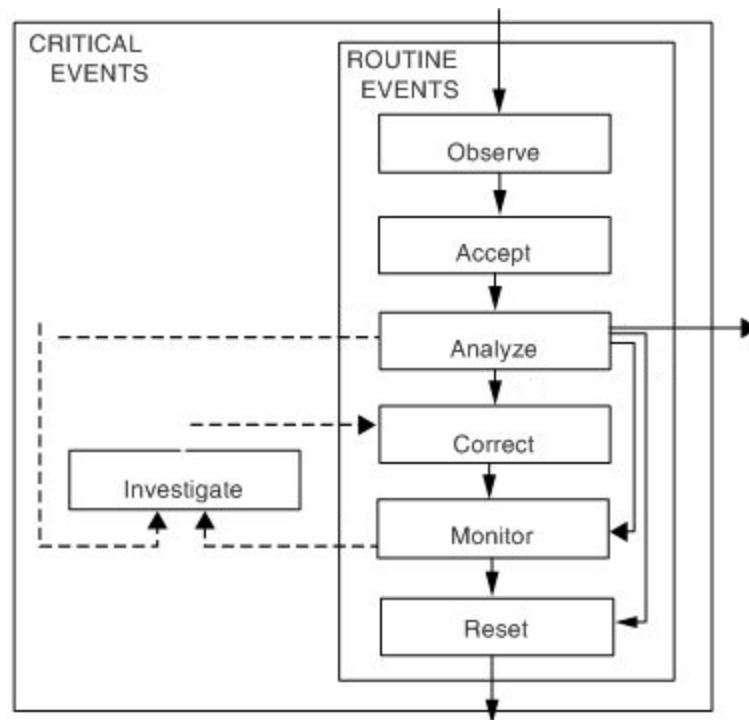 CRITICAL
EVENTS
ROUTINE
EVENTS
Observe
Accept
Analyze
Correct
Investigate
Monitor
Reset